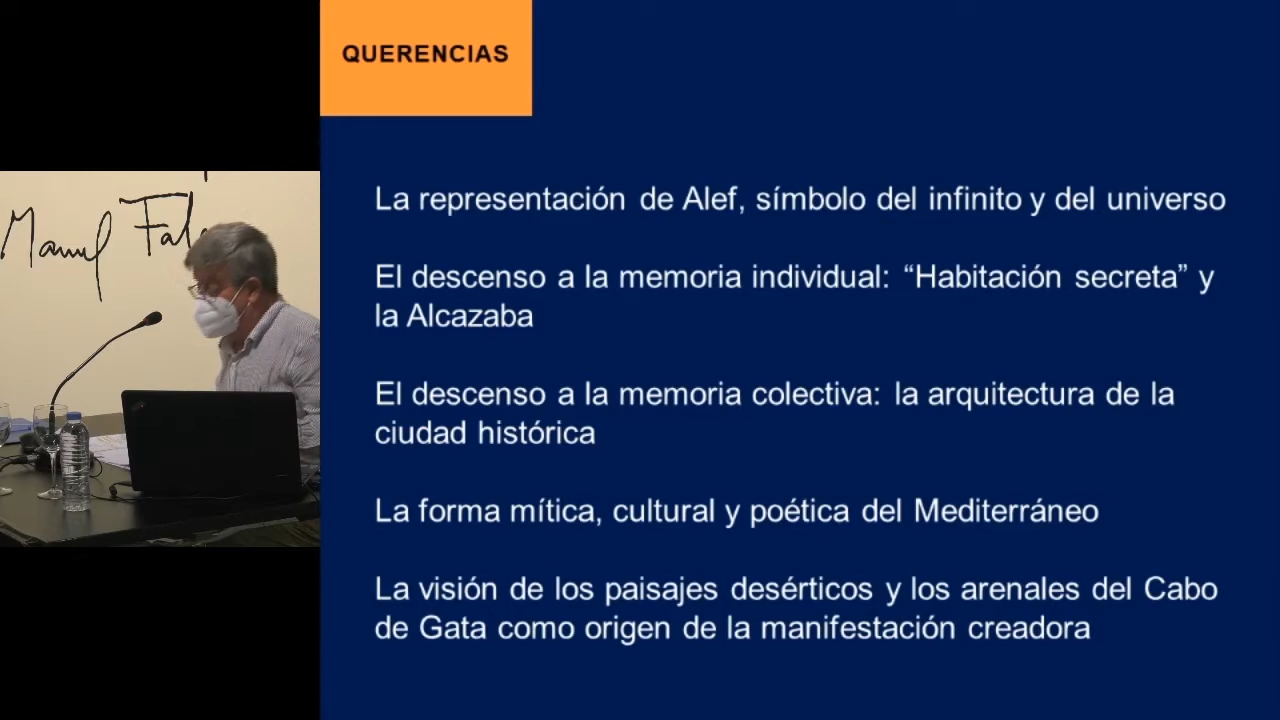 QUERENCIAS
La representación de Alef, símbolo del infinito y del universo
El descenso a la memoria individual: “Habitación secreta” y
la Alcazaba
El descenso a la memoria colectiva: la arquitectura de la
ciudad histórica
La forma mítica, cultural y poética del Mediterráneo
La visión de los paisajes desérticos y los arenales del Cabo
de Gata como origen de la manifestación creadora
Manuel